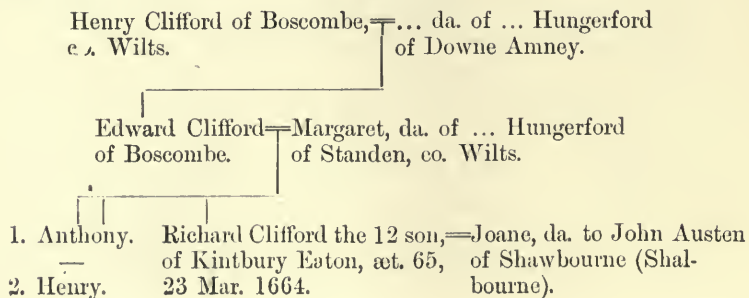 Henry Clifford of Boscombe, ... da. of ... Hungerford
co. Wilts. of Downe Amney.
Edward Clifford Margaret, da. of ... Hungerford
of Boscombe. of Standen, co. Wilts.
1. Anthony. Richard Clifford the 12 son, Joane, da. to John Austen
— of Kintbury Eaton, æt. 65, of Shawbourne (Shal-
2. Henry. 23 Mar. 1664. bourne).